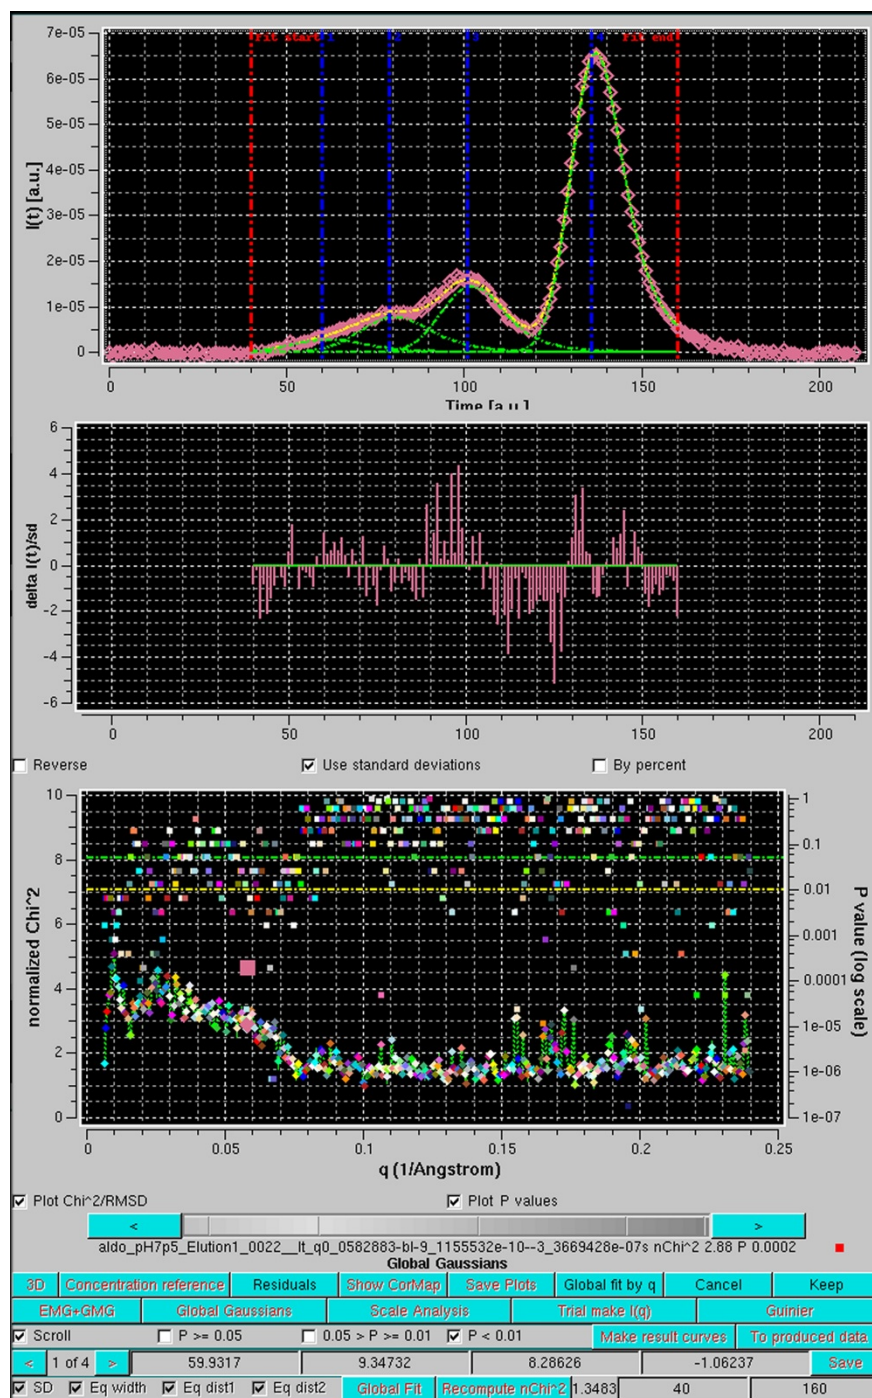 7e-05
Fit start 1 2 3 4 Fit end
6e-05
5e-05
4e-05
3e-05
2e-05
1e-05
0
I(t) [a.u.]
0 50 100 150 200
Time [a.u.]
6
4
2
0
-2
-4
-6
delta I(t)/sd
0 50 100 150 200
Reverse Use standard deviations By percent
10 1
8 0.1
6 0.01
4 0.001
2 0.0001
0 1e-05
1e-06
1e-07
normalized Chi^2
P value (log scale)
0 0.05 0.1 0.15 0.2 0.25
q (1/Angstrom)
Plot Chi^2/RMSD Plot P values
< >
aldo_pH7p5_Elution1_0022__It_q0_0582883-bl-9_1155532e-10--3_3669428e-07s nChi^2 2.88 P 0.0002
Global Gaussians
3D Concentration reference Residuals Show CorMap Save Plots Global fit by q Cancel Keep
EMG+GMG Global Gaussians Scale Analysis Trial make I(q) Guinier
Scroll P >= 0.05 0.05 > P >= 0.01 P < 0.01 Make result curves To produced data
< 1 of 4 > 59.9317 9.34732 8.28626 -1.06237 Save
SD Eq width Eq dist1 Eq dist2 Global Fit Recompute nChi^2 1.3483 40 160